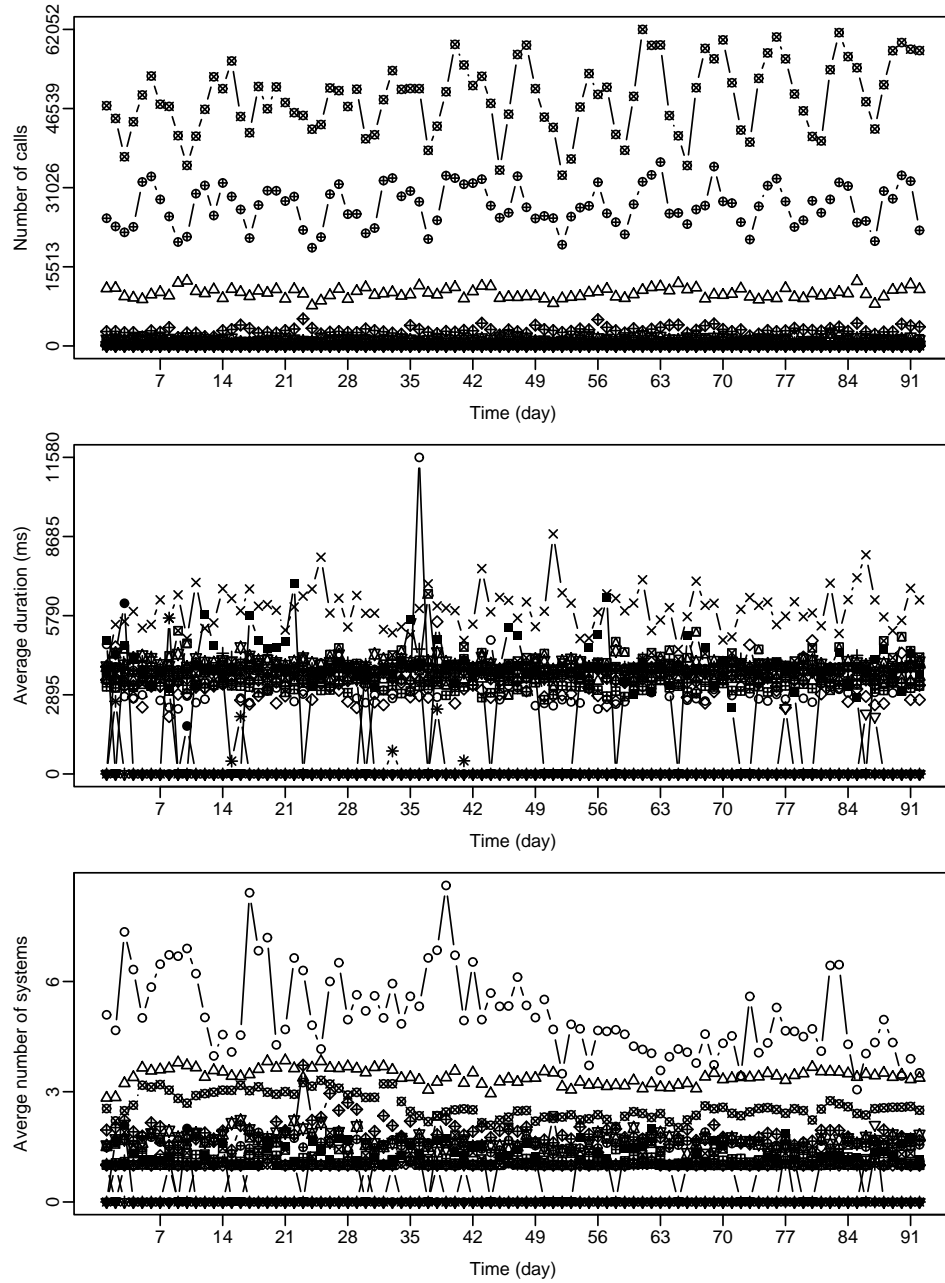 Number of calls
62052
46539
31026
15513
0
7 14 21 28 35 42 49 56 63 70 77 84 91
Time (day)
Average duration (ms)
11580
8685
5790
2895
0
7 14 21 28 35 42 49 56 63 70 77 84 91
Time (day)
Averge number of systems
6
3
0
7 14 21 28 35 42 49 56 63 70 77 84 91
Time (day)